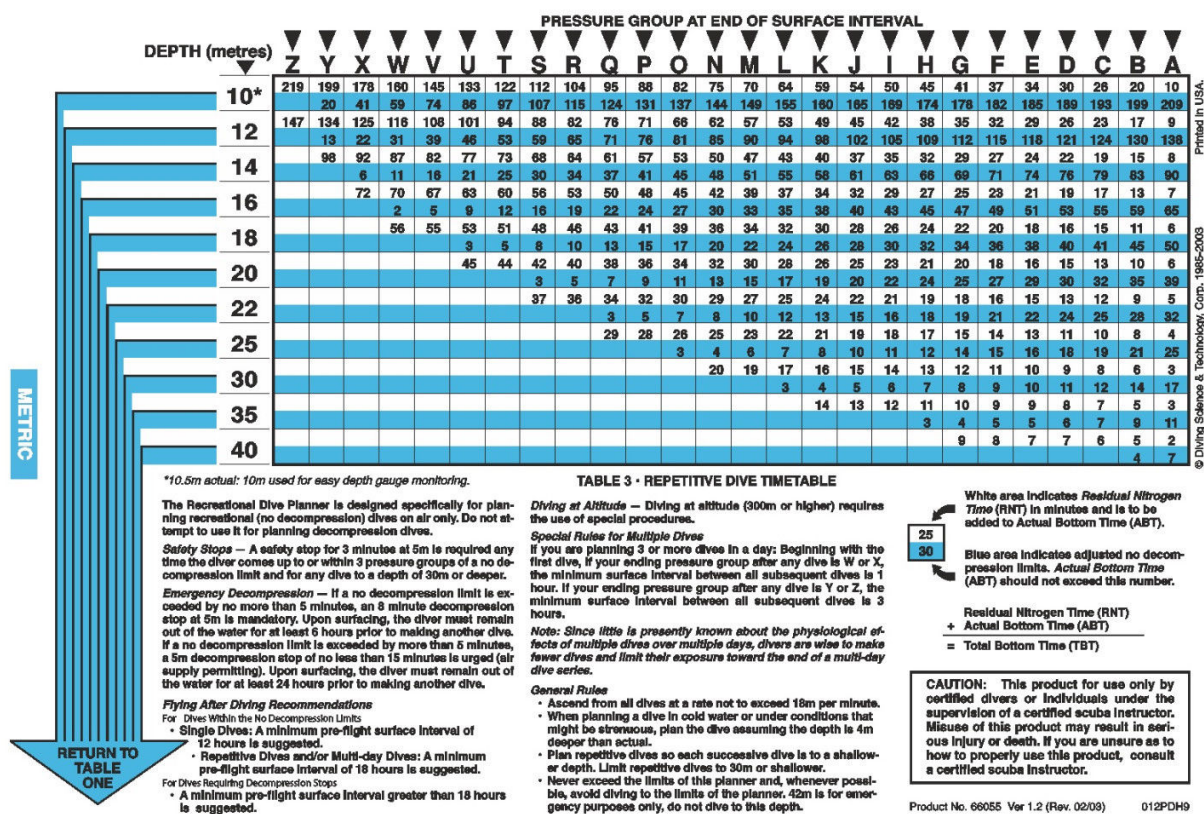 PRESSURE GROUP AT END OF SURFACE INTERVAL
DEPTH (metres) Z Y X W V U T S R Q P O N M L K J I H G F E D C B A
10* 219 199 178 160 145 133 122 112 104 95 88 82 75 70 64 59 54 50 45 41 37 34 30 26 20 10
20 41 59 74 86 97 107 115 124 131 137 144 149 155 160 165 169 174 178 182 185 189 193 199 209
12 147 134 125 116 108 101 94 88 82 76 71 66 62 57 53 49 45 42 38 35 32 29 26 23 17 9
13 22 31 39 46 53 59 65 71 76 81 85 90 94 98 102 105 109 112 115 118 121 124 130 138
14 98 92 87 82 77 73 68 64 61 57 53 50 47 43 40 37 35 32 29 27 24 22 19 15 8
6 11 16 21 25 30 34 37 41 45 48 51 55 58 61 63 66 69 71 74 76 79 83 90
16 72 70 67 63 60 56 53 50 48 45 42 39 37 34 32 29 27 25 23 21 19 17 13 7
2 5 9 12 16 19 22 24 27 30 33 35 38 40 43 45 47 49 51 53 55 59 65
18 56 55 53 51 48 46 43 41 39 36 34 32 30 28 26 24 22 20 18 16 15 11 6
3 5 8 10 13 15 17 20 22 24 26 28 30 32 34 36 38 40 41 45 50
20 45 44 42 40 38 36 34 32 30 28 26 25 23 21 20 18 16 15 13 10 6
3 5 7 9 11 13 15 17 19 20 22 24 25 27 29 30 32 35 39
22 37 36 34 32 30 29 27 25 24 22 21 19 18 16 15 13 12 9 5
3 5 7 8 10 12 13 15 16 18 19 21 22 24 25 28 32
25 29 28 26 25 23 22 21 19 18 17 15 14 13 11 10 8 4
3 4 6 7 8 10 11 12 14 15 16 18 19 21 25
30 20 19 17 16 15 14 13 12 11 10 9 8 6 3
3 4 5 6 7 8 9 10 11 12 14 17
35 14 13 12 11 10 9 9 8 7 5 3
3 4 5 5 6 7 9 11
40 9 8 7 7 6 5 2
4 7
Printed in USA.
© Diving Science & Technology, Corp. 1985-2003
METRIC
RETURN TO
TABLE
ONE
*10.5m actual: 10m used for easy depth gauge monitoring.
TABLE 3 • REPETITIVE DIVE TIMETABLE
The Recreational Dive Planner is designed specifically for plan-
ning recreational (no decompression) dives on air only. Do not at-
tempt to use it for planning decompression dives.
Safety Stops — A safety stop for 3 minutes at 5m is required any
time the diver comes up to or within 3 pressure groups of a no de-
compression limit and for any dive to a depth of 30m or deeper.
Emergency Decompression — If a no decompression limit is ex-
ceeded by no more than 5 minutes, an 8 minute decompression
stop at 5m is mandatory. Upon surfacing, the diver must remain
out of the water for at least 6 hours prior to making another dive.
If a no decompression limit is exceeded by more than 5 minutes,
a 5m decompression stop of no less than 15 minutes is urged (air
supply permitting). Upon surfacing, the diver must remain out of
the water for at least 24 hours prior to making another dive.
Flying After Diving Recommendations
For Dives Within the No Decompression Limits
• Single Dives: A minimum pre-flight surface interval of
12 hours is suggested.
• Repetitive Dives and/or Multi-day Dives: A minimum
pre-flight surface interval of 18 hours is suggested.
For Dives Requiring Decompression Stops
• A minimum pre-flight surface interval greater than 18 hours
is suggested.
Diving at Altitude — Diving at altitude (300m or higher) requires
the use of special procedures.
Special Rules for Multiple Dives
If you are planning 3 or more dives in a day: Beginning with the
first dive, if your ending pressure group after any dive is W or X,
the minimum surface interval between all subsequent dives is 1
hour. If your ending pressure group after any dive is Y or Z, the
minimum surface interval between all subsequent dives is 3
hours.
Note: Since little is presently known about the physiological ef-
fects of multiple dives over multiple days, divers are wise to make
fewer dives and limit their exposure toward the end of a multi-day
dive series.
General Rules
• Ascend from all dives at a rate not to exceed 18m per minute.
• When planning a dive in cold water or under conditions that
might be strenuous, plan the dive assuming the depth is 4m
deeper than actual.
• Plan repetitive dives so each successive dive is to a shallow-
er depth. Limit repetitive dives to 30m or shallower.
• Never exceed the limits of this planner and, whenever possi-
ble, avoid diving to the limits of the planner. 42m is for emer-
gency purposes only, do not dive to this depth.
25
30
White area indicates Residual Nitrogen
Time (RNT) in minutes and is to be
added to Actual Bottom Time (ABT).
Blue area indicates adjusted no decom-
pression limits. Actual Bottom Time
(ABT) should not exceed this number.
Residual Nitrogen Time (RNT)
+ Actual Bottom Time (ABT)
= Total Bottom Time (TBT)
CAUTION: This product for use only by
certified divers or individuals under the
supervision of a certified scuba instructor.
Misuse of this product may result in seri-
ous injury or death. If you are unsure as to
how to properly use this product, consult
a certified scuba instructor.
Product No. 66055 Ver 1.2 (Rev. 02/03) 012PDH9